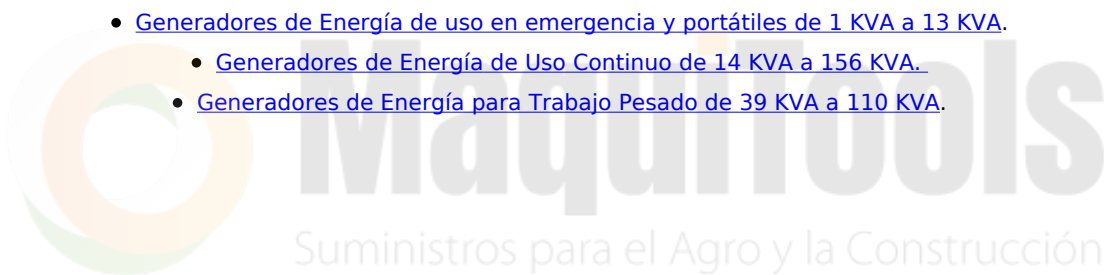 • Generadores de Energía de uso en emergencia y portátiles de 1 KVA a 13 KVA.
• Generadores de Energía de Uso Continuo de 14 KVA a 156 KVA.
• Generadores de Energía para Trabajo Pesado de 39 KVA a 110 KVA.
MaquiTools
Suministros para el Agro y la Construcción